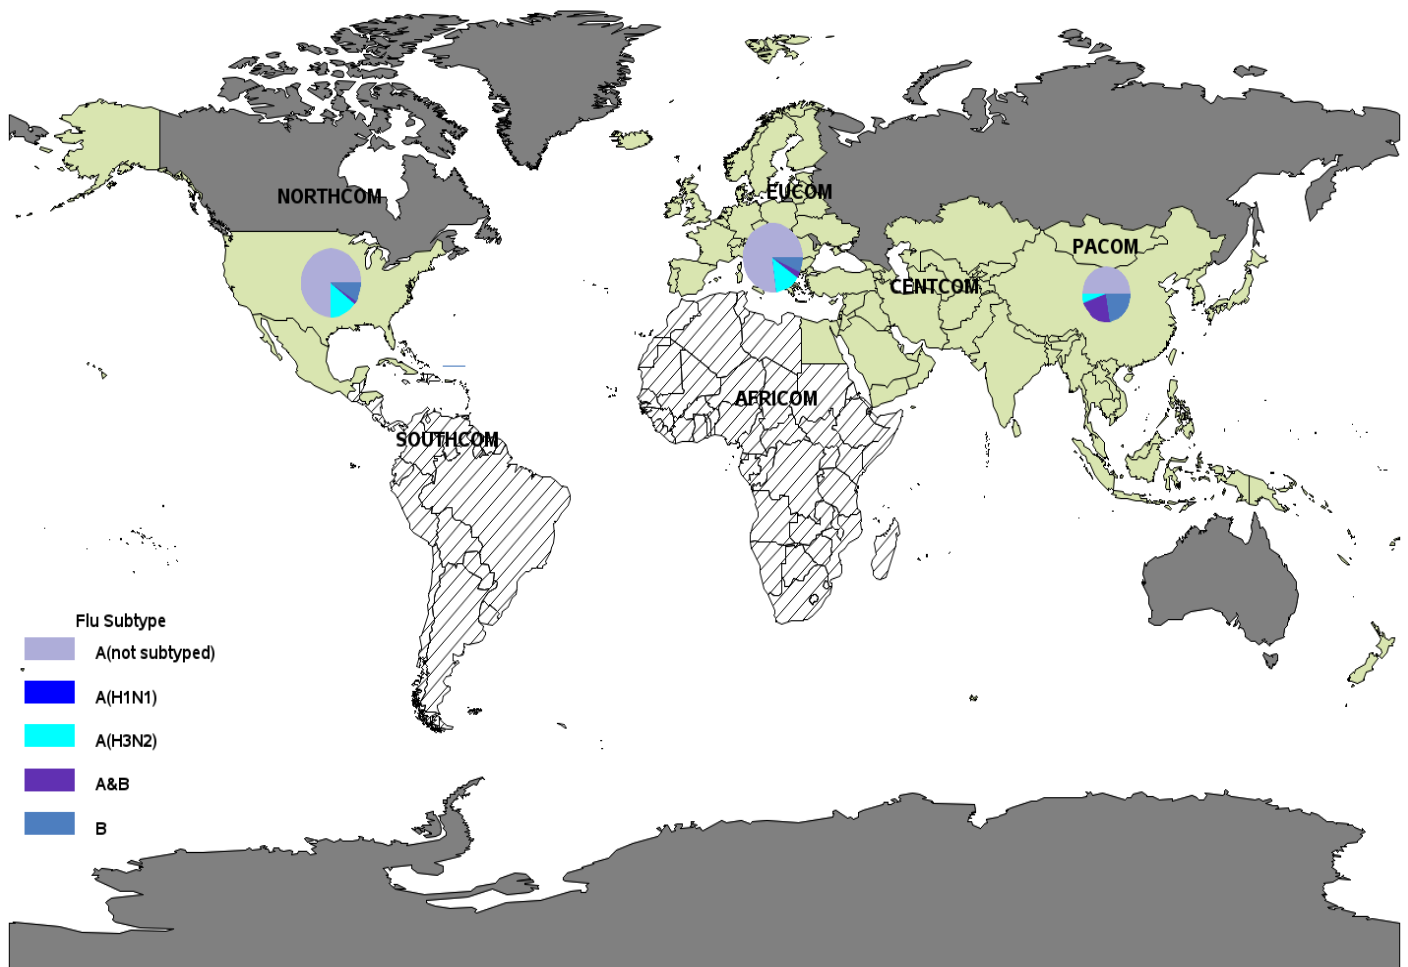 EUCOM
NORTHCOM
PACOM
CENTCOM
AFRICOM
SOUTHCOM
Flu Subtype
A(not subtyped)
A(H1N1)
A(H3N2)
A&B
B